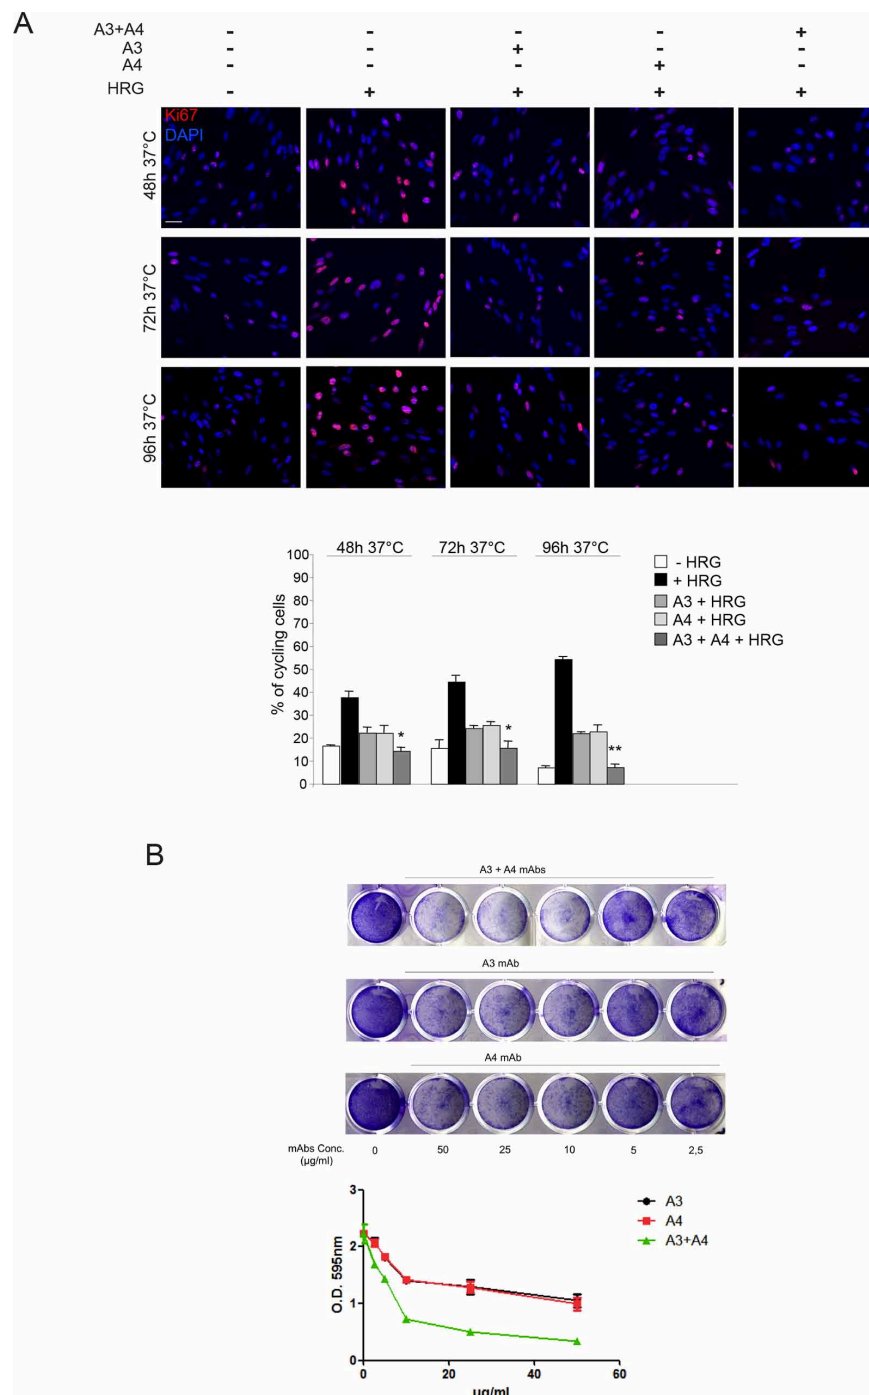 A
A3+A4 - - - - +
A3 - - + - -
A4 - - - + -
HRG - + + + +
Ki67
DAPI
48h 37°C
72h 37°C
96h 37°C
48h 37°C 72h 37°C 96h 37°C
% of cycling cells
100
90
80
70
60
50
40
30
20
10
0
* * **
- HRG
+ HRG
A3 + HRG
A4 + HRG
A3 + A4 + HRG
B
A3 + A4 mAbs
A3 mAb
A4 mAb
mAbs Conc. 0 50 25 10 5 2,5
(µg/ml)
O.D. 595nm
3
2
1
0
0 20 40 60
µg/ml
A3
A4
A3+A4